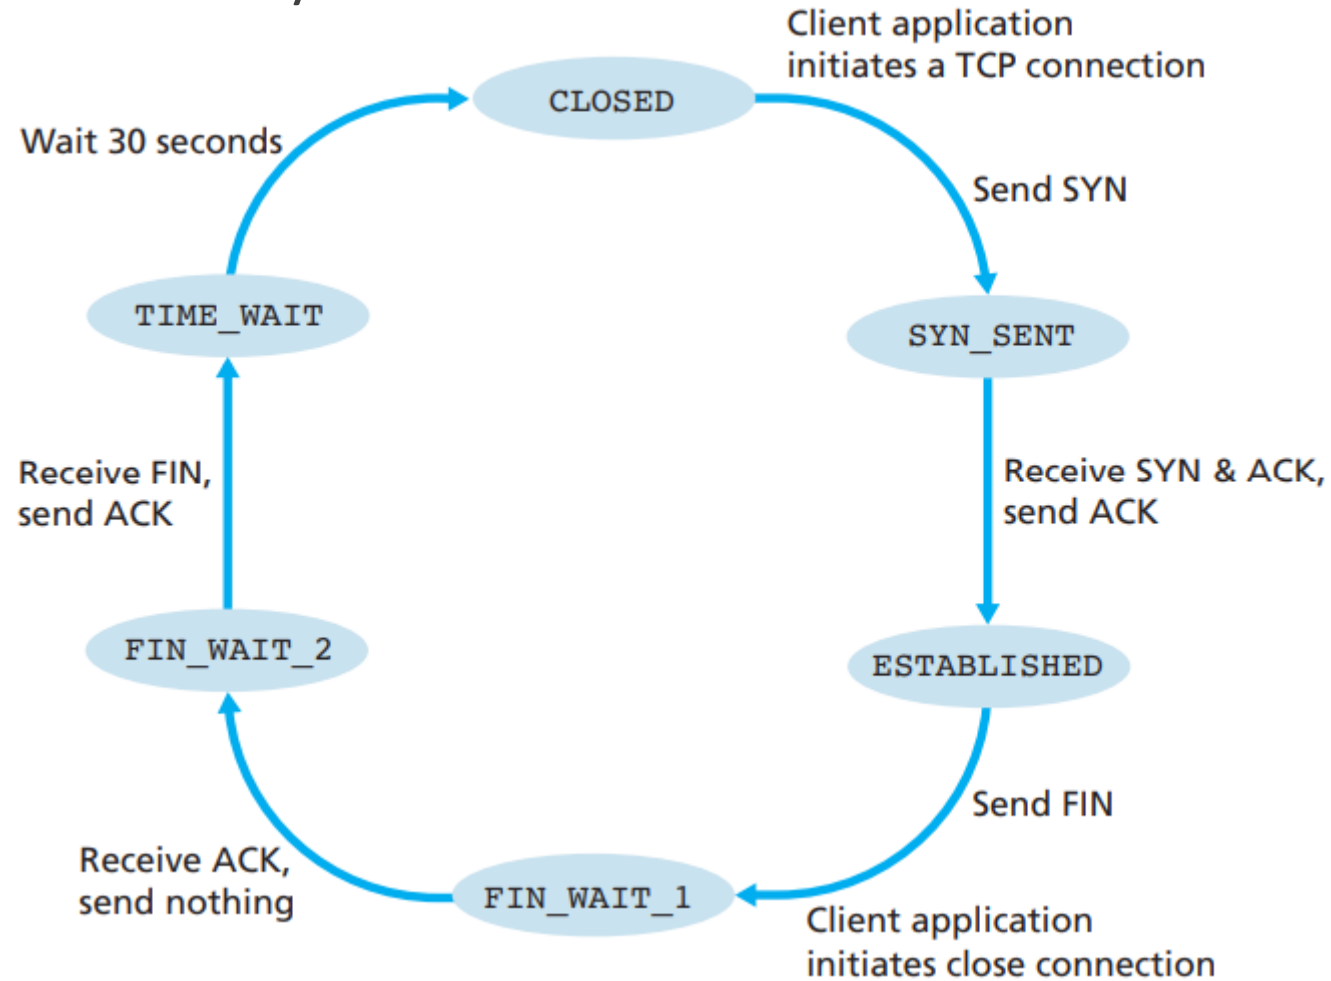 Client application
initiates a TCP connection
CLOSED
Wait 30 seconds
Send SYN
TIME_WAIT
SYN_SENT
Receive FIN,
send ACK
Receive SYN & ACK,
send ACK
FIN_WAIT_2
ESTABLISHED
Send FIN
Receive ACK,
send nothing
FIN_WAIT_1
Client application
initiates close connection